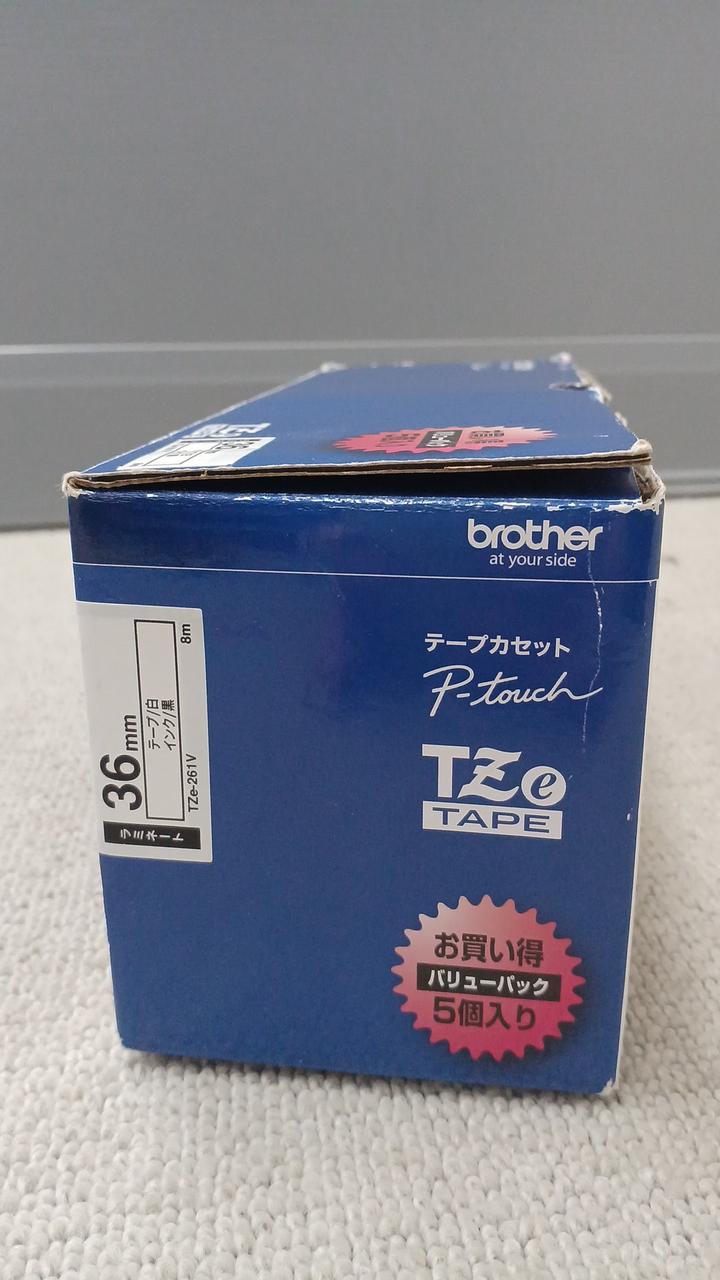 brother
at your side
テープカセット
P-touch
TZe
TAPE
36mm
テープ/白
インク/黒
8m
TZe-261V
ラミネート
お買い得
バリューパック
5個入り